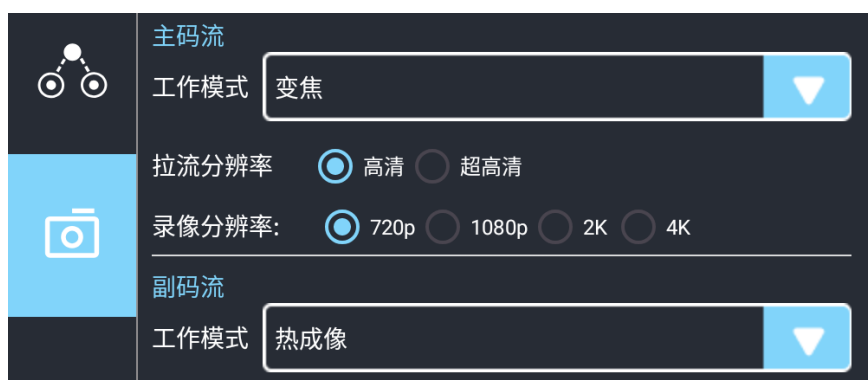 主码流
工作模式 变焦
拉流分辨率 高清 超高清
录像分辨率: 720p 1080p 2K 4K
副码流
工作模式 热成像